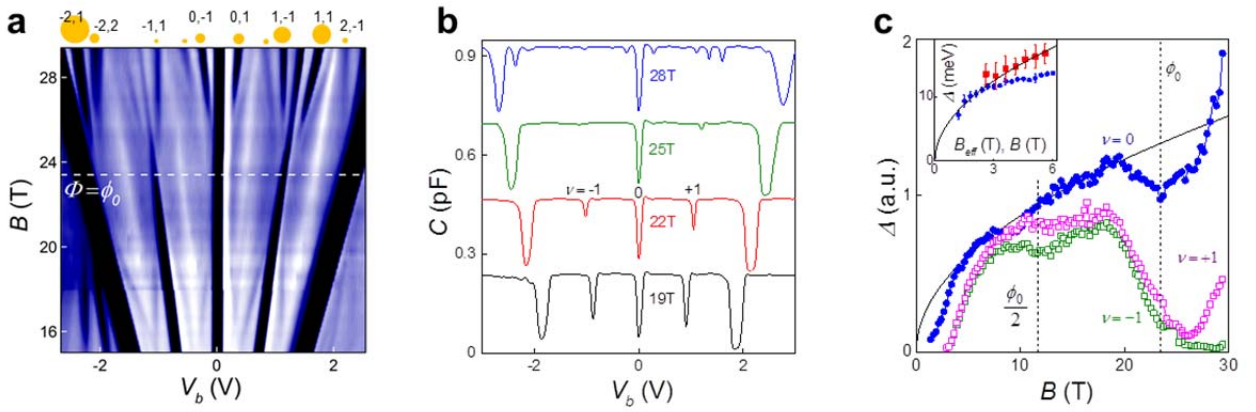 a
-2,1
-2,2
-1,1
0,-1
0,1
1,-1
1,1
2,-1
28
24
20
16
B (T)
Φ=ϕ0
-2
0
2
Vb (V)
b
0.9
0.6
0.3
0
C (pF)
28T
25T
ν = -1
0
+1
22T
19T
-2
0
2
Vb (V)
c
2
1
0
Δ (a.u.)
Δ (meV)
10
0
3
6
Beff (T), B (T)
ϕ0
ν= 0
ν=+1
ν=-1
ϕ0
2
0
10
20
30
B (T)